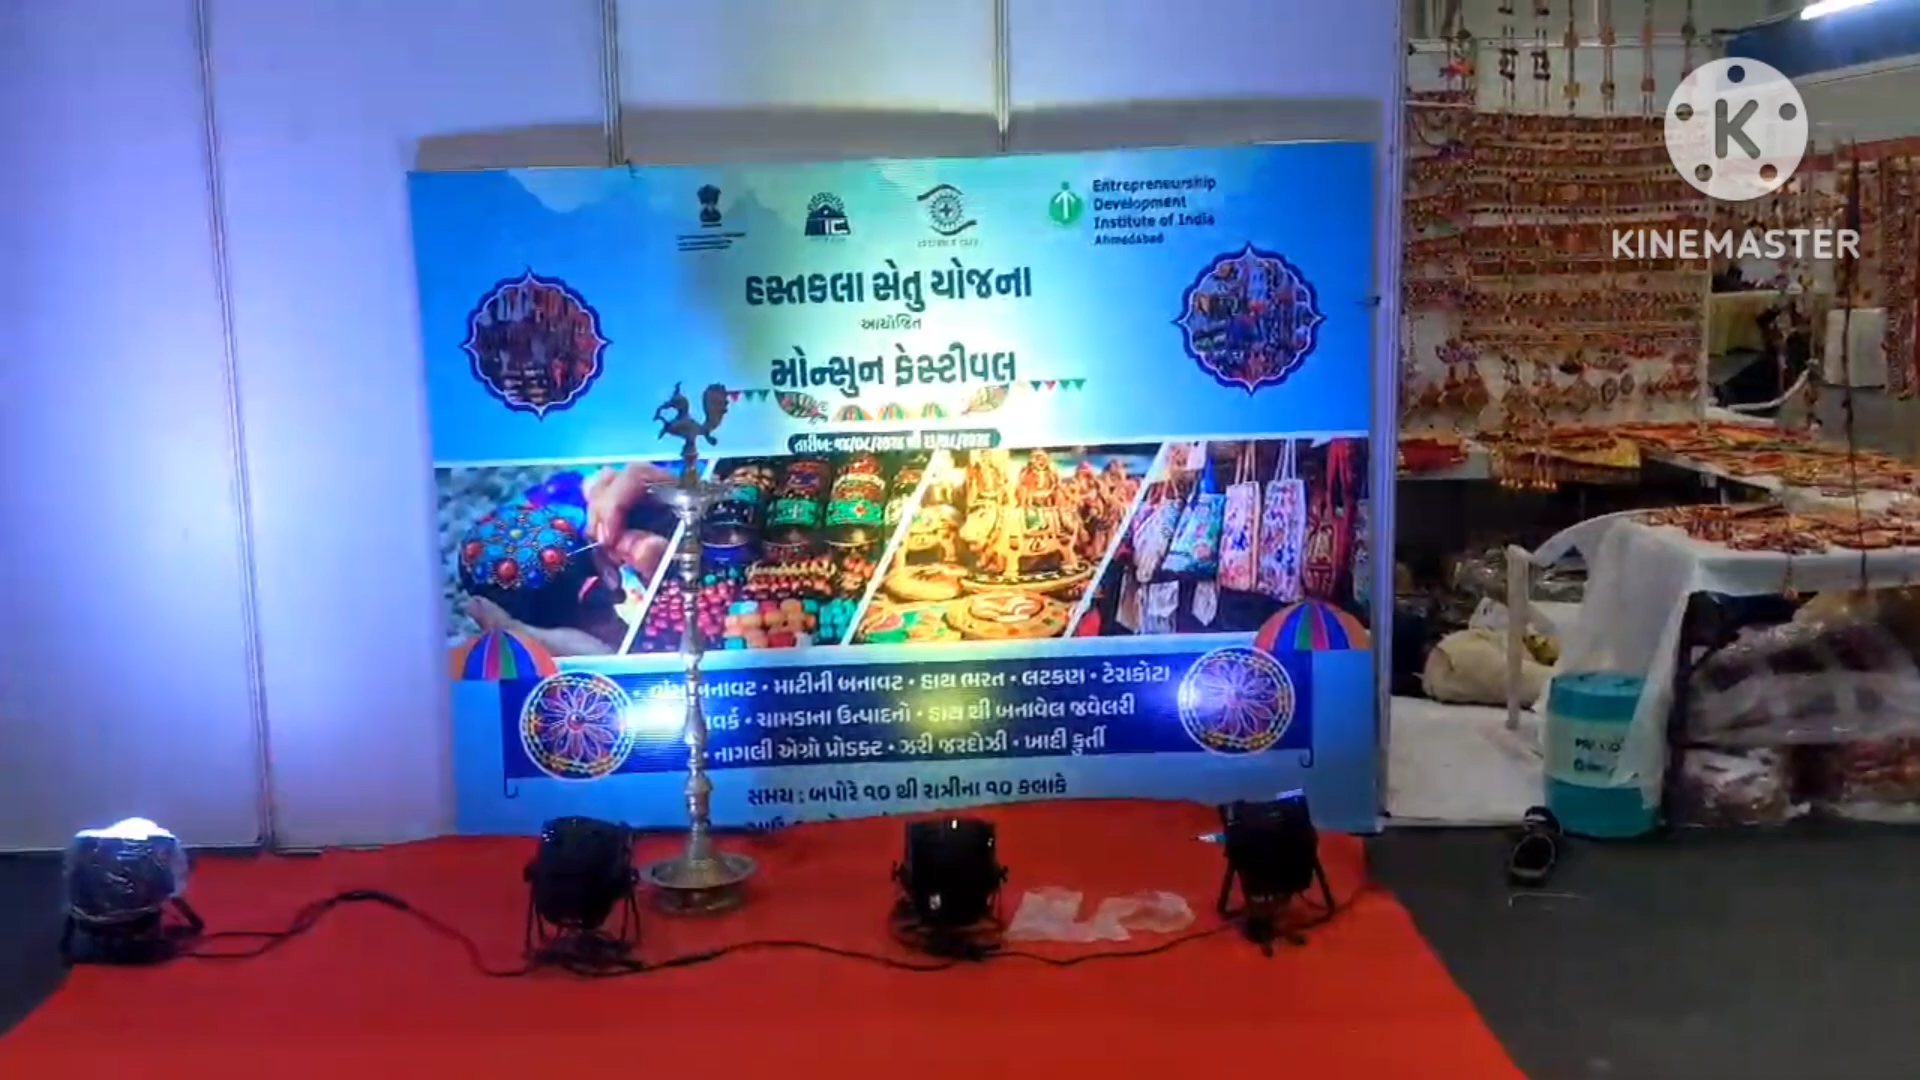 Entrepreneurship
Development
Institute of India
Ahmedabad
હસ્તકલા સેતુ યોજના
આયોજિત
મોન્સુન ફેસ્ટીવલ
તારીખ:
બનાવટ • માટીની બનાવટ • હાથ ભરત • લટકણ • ટેરાકોટા
વર્ક • ચામડાના ઉત્પાદનો • હાથ થી બનાવેલ જવેલરી
• નાગલી એગ્રો પ્રોડક્ટ • ઝરી જરદોઝી • ખાદી કુર્તી
સમય : બપોરે ૧૦ થી રાત્રીના ૧૦ કલાકે
K
KINEMASTER